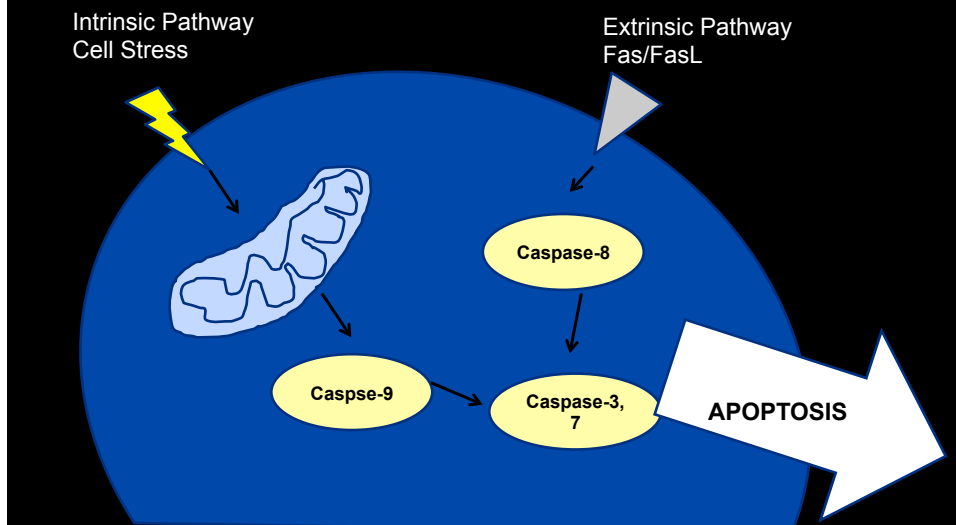 Intrinsic Pathway
Cell Stress
Extrinsic Pathway
Fas/FasL
Caspase-8
Caspse-9
Caspase-3,
7
APOPTOSIS